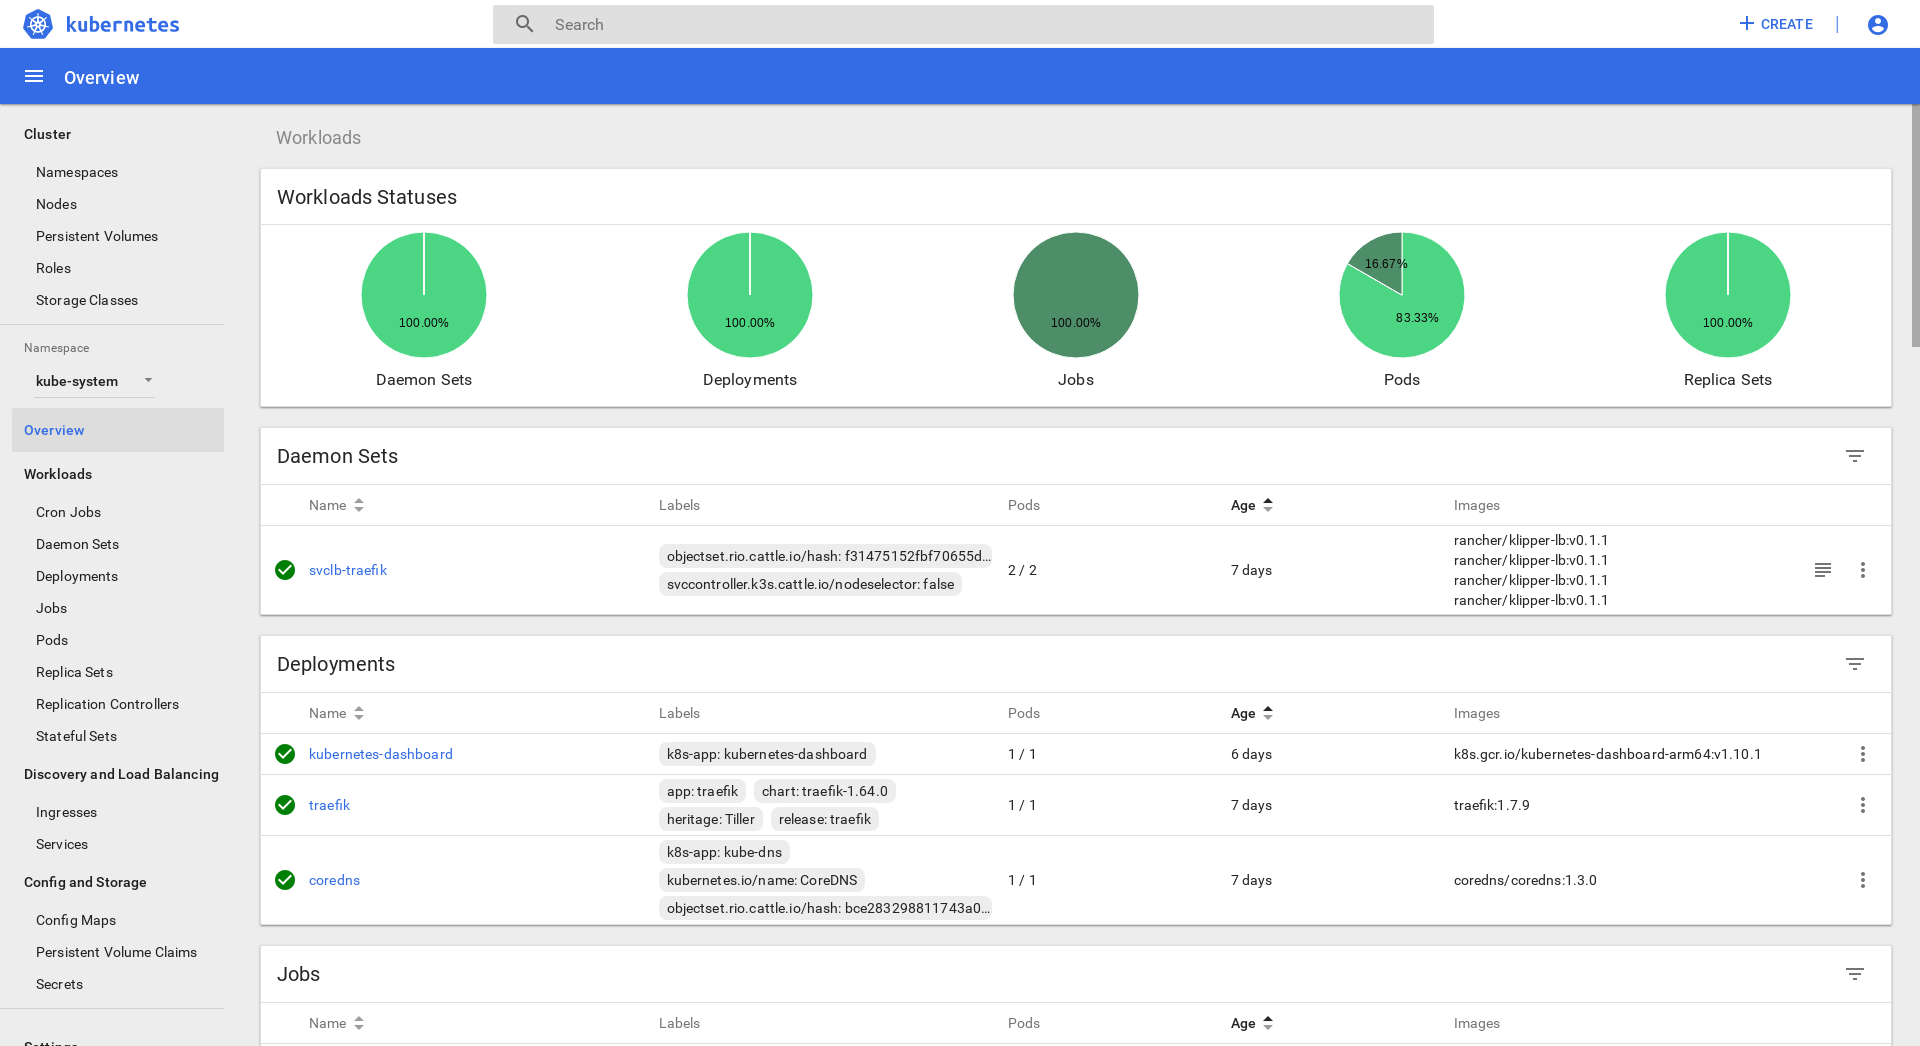 kubernetes
Search
CREATE
Overview
Cluster
Namespaces
Nodes
Persistent Volumes
Roles
Storage Classes
Namespace
kube-system
Overview
Workloads
Cron Jobs
Daemon Sets
Deployments
Jobs
Pods
Replica Sets
Replication Controllers
Stateful Sets
Discovery and Load Balancing
Ingresses
Services
Config and Storage
Config Maps
Persistent Volume Claims
Secrets
Settings
Workloads
Workloads Statuses
100.00% 100.00% 100.00% 16.67% 83.33% 100.00%
Daemon Sets Deployments Jobs Pods Replica Sets
Daemon Sets
Name Labels Pods Age Images
svclb-traefik
objectset.rio.cattle.io/hash: f31475152fbf70655d...
svccontroller.k3s.cattle.io/nodeselector: false
2 / 2
7 days
rancher/klipper-lb:v0.1.1
rancher/klipper-lb:v0.1.1
rancher/klipper-lb:v0.1.1
rancher/klipper-lb:v0.1.1
Deployments
Name Labels Pods Age Images
kubernetes-dashboard k8s-app: kubernetes-dashboard 1 / 1 6 days k8s.gcr.io/kubernetes-dashboard-arm64:v1.10.1
traefik
app: traefik chart: traefik-1.64.0
heritage: Tiller release: traefik
1 / 1
7 days
traefik:1.7.9
coredns
k8s-app: kube-dns
kubernetes.io/name: CoreDNS
objectset.rio.cattle.io/hash: bce283298811743a0...
1 / 1
7 days
coredns/coredns:1.3.0
Jobs
Name Labels Pods Age Images